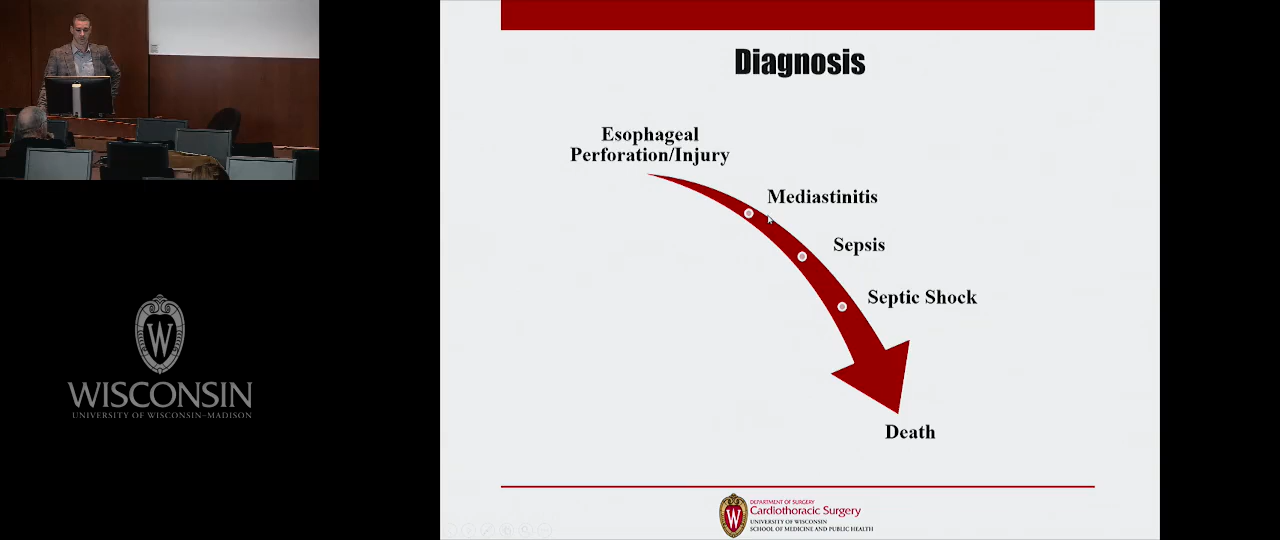 Diagnosis
Esophageal
Perforation/Injury
Mediastinitis
Sepsis
Septic Shock
Death
W
WISCONSIN
UNIVERSITY OF WISCONSIN–MADISON
W
DEPARTMENT OF SURGERY
Cardiothoracic Surgery
UNIVERSITY OF WISCONSIN
SCHOOL OF MEDICINE AND PUBLIC HEALTH